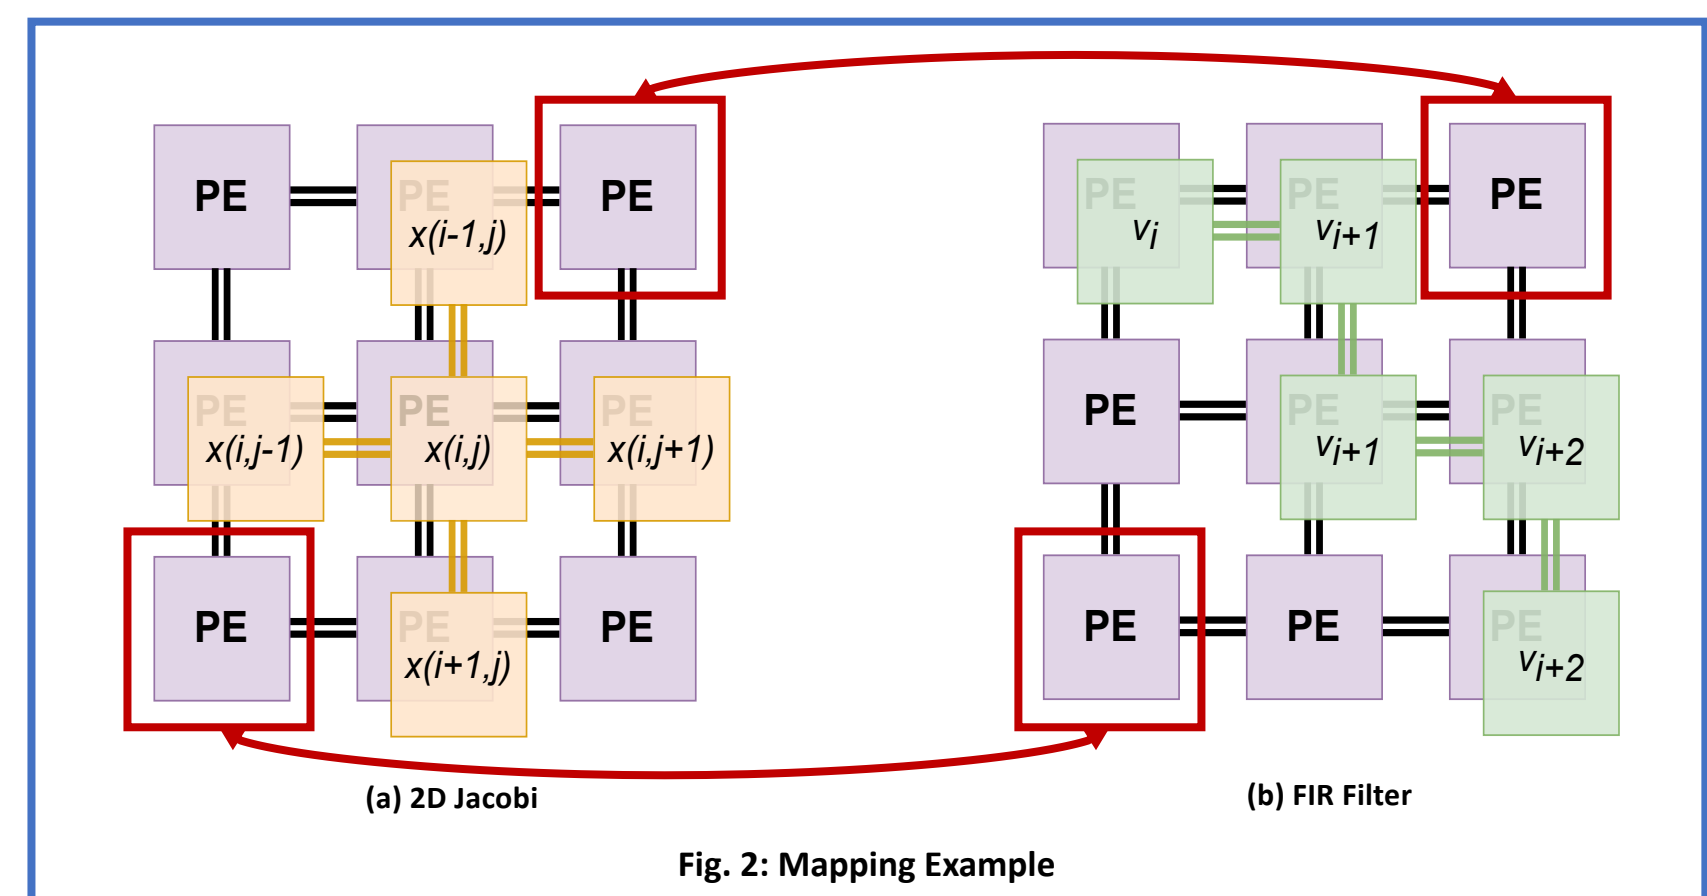 PE PE PE
x(i-1,j)
PE PE PE
x(i,j-1) x(i,j) x(i,j+1)
PE PE PE
x(i+1,j)
(a) 2D Jacobi
PE PE PE
vi vi+1
PE PE PE
vi+1 vi+2
PE PE PE
vi+2
(b) FIR Filter
Fig. 2: Mapping Example